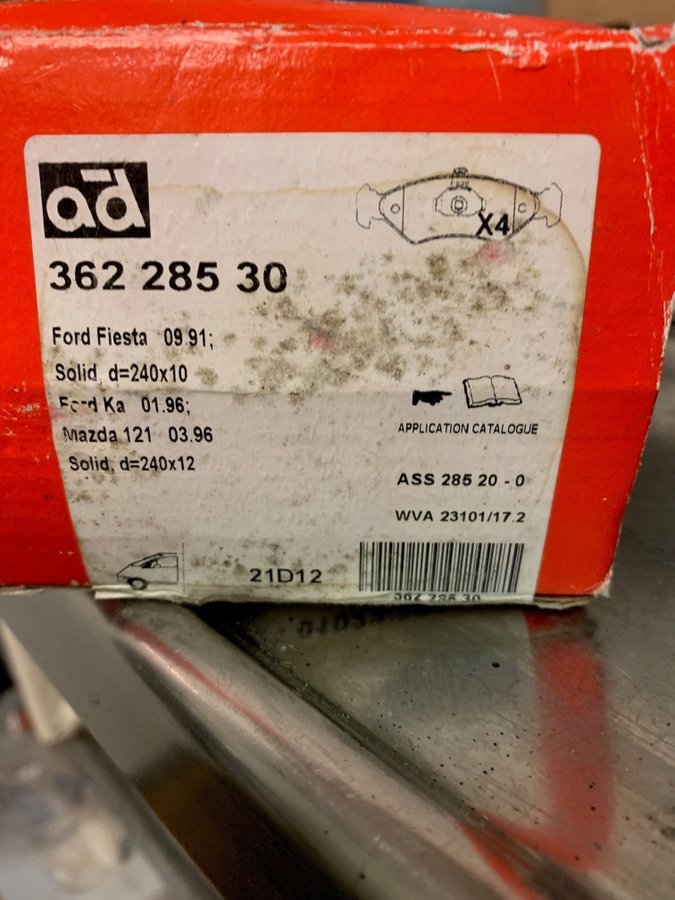 ad
X4
362 285 30
Ford Fiesta 09.91;
Solid, d=240x10
Ford Ka 01.96;
Mazda 121 03.96
Solid, d=240x12
APPLICATION CATALOGUE
ASS 285 20 - 0
WVA 23101/17.2
21D12
362 285 30